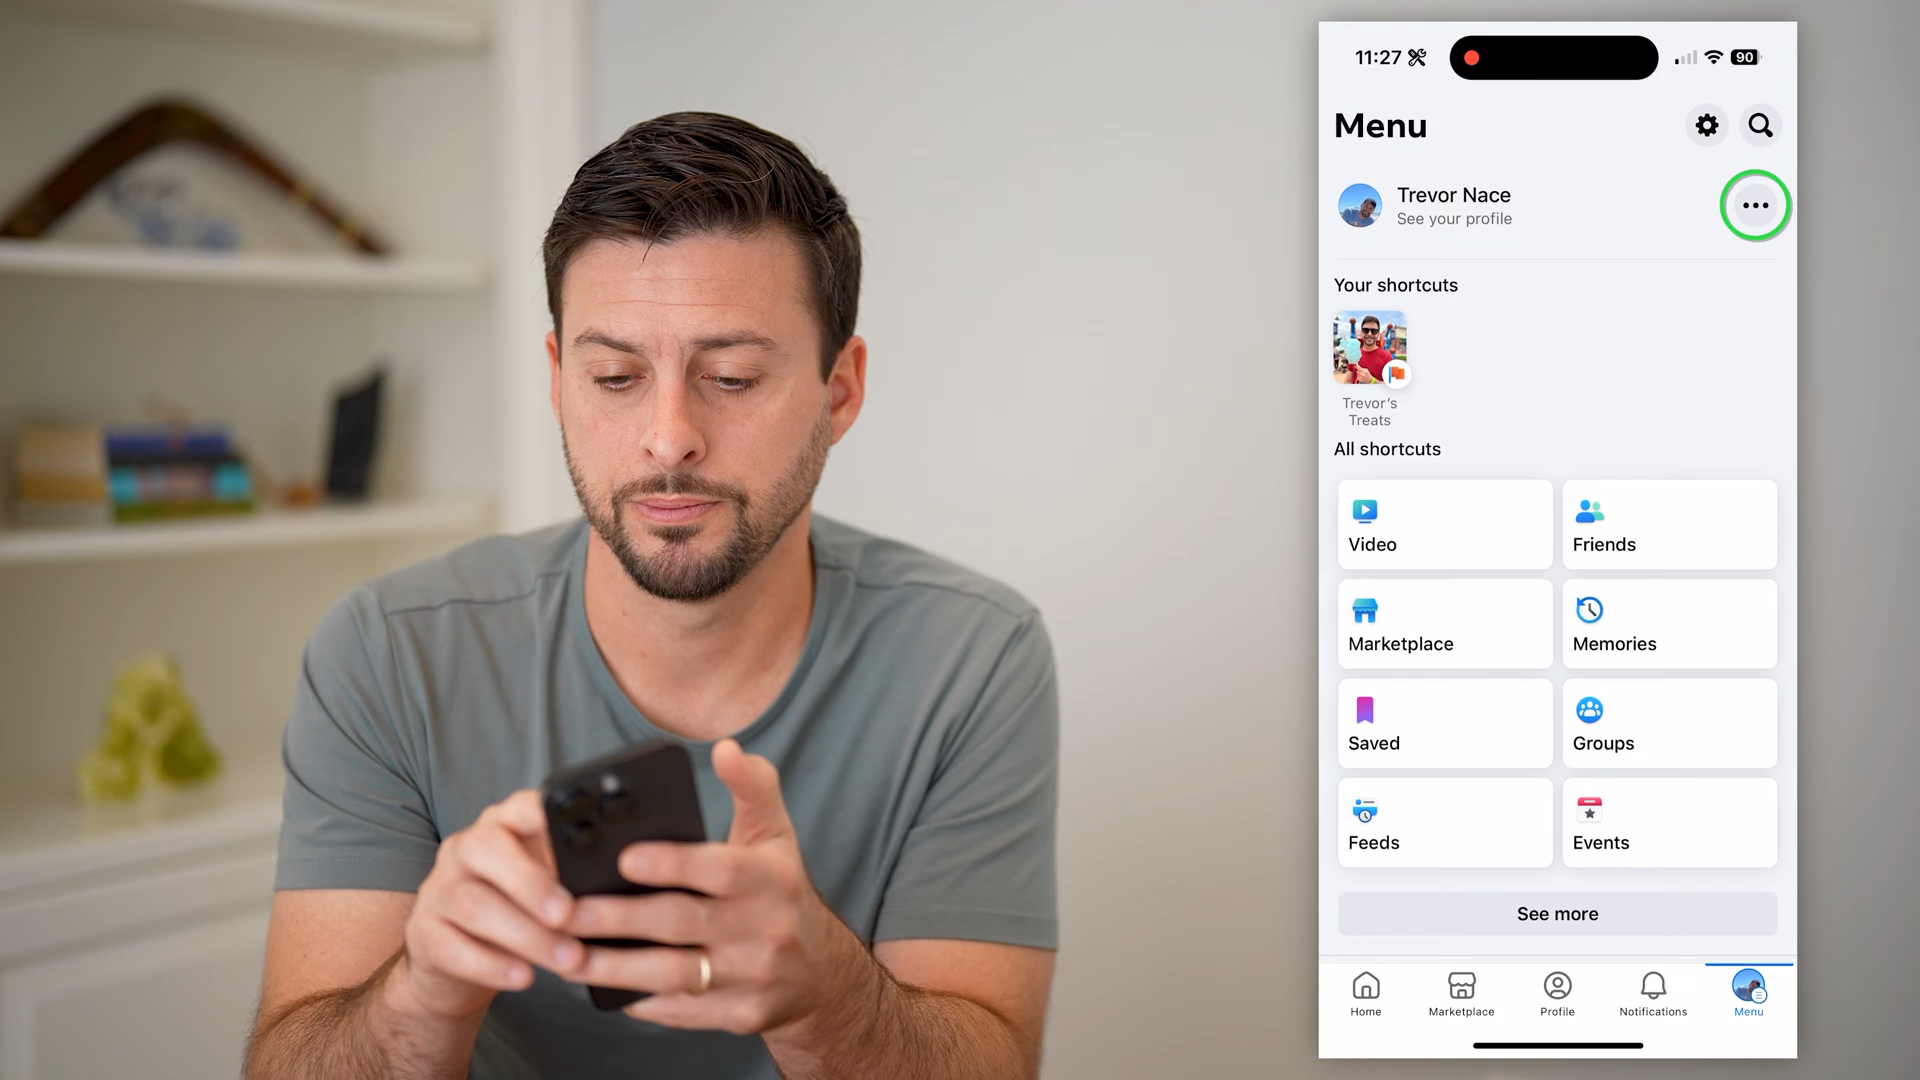 11:27
90
Menu
Trevor Nace
See your profile
Your shortcuts
Trevor's
Treats
All shortcuts
Video
Friends
Marketplace
Memories
Saved
Groups
Feeds
Events
See more
Home
Marketplace
Profile
Notifications
Menu